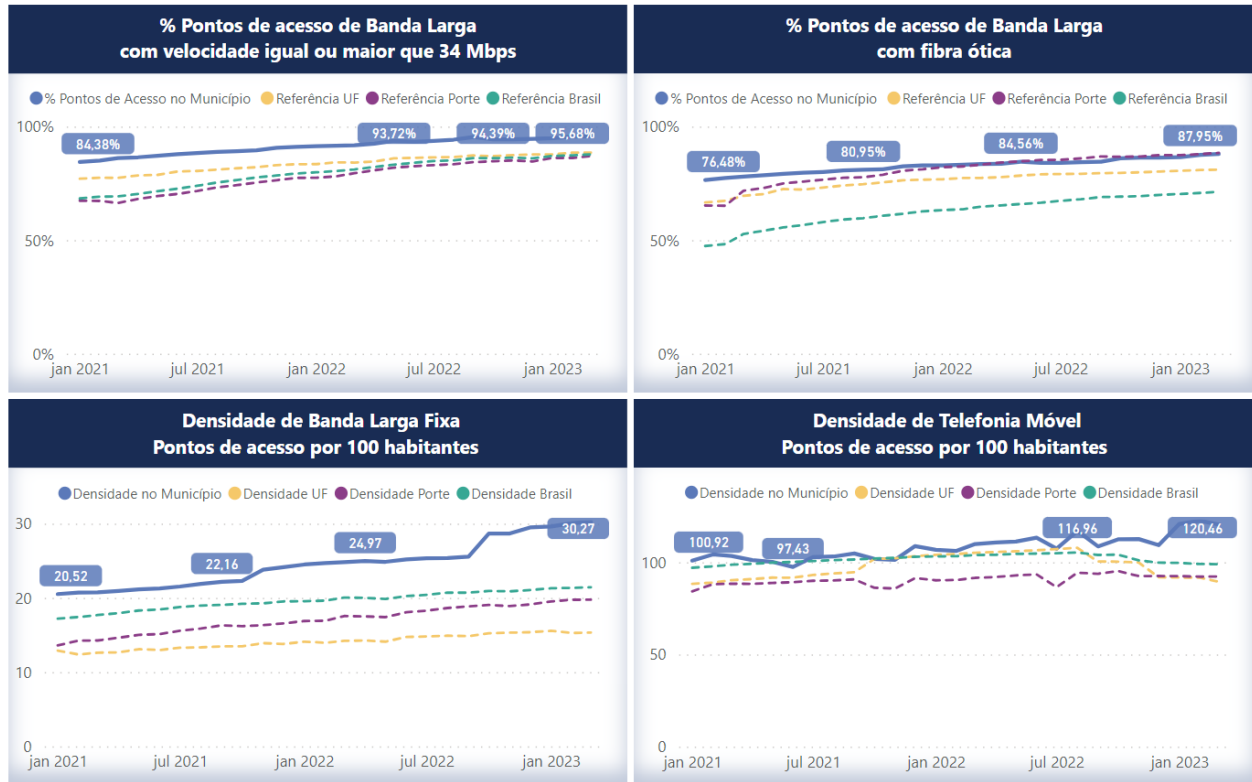 % Pontos de acesso de Banda Larga
com velocidade igual ou maior que 34 Mbps
% Pontos de Acesso no Município Referência UF Referência Porte Referência Brasil
100%
84,38%
93,72%
94,39%
95,68%
50%
0%
jan 2021 jul 2021 jan 2022 jul 2022 jan 2023
% Pontos de acesso de Banda Larga
com fibra ótica
% Pontos de Acesso no Município Referência UF Referência Porte Referência Brasil
100%
76,48%
80,95%
84,56%
87,95%
50%
0%
jan 2021 jul 2021 jan 2022 jul 2022 jan 2023
Densidade de Banda Larga Fixa
Pontos de acesso por 100 habitantes
Densidade no Município Densidade UF Densidade Porte Densidade Brasil
30
20,52
22,16
24,97
30,27
20
10
0
jan 2021 jul 2021 jan 2022 jul 2022 jan 2023
Densidade de Telefonia Móvel
Pontos de acesso por 100 habitantes
Densidade no Município Densidade UF Densidade Porte Densidade Brasil
100,92
97,43
116,96
120,46
100
50
0
jan 2021 jul 2021 jan 2022 jul 2022 jan 2023